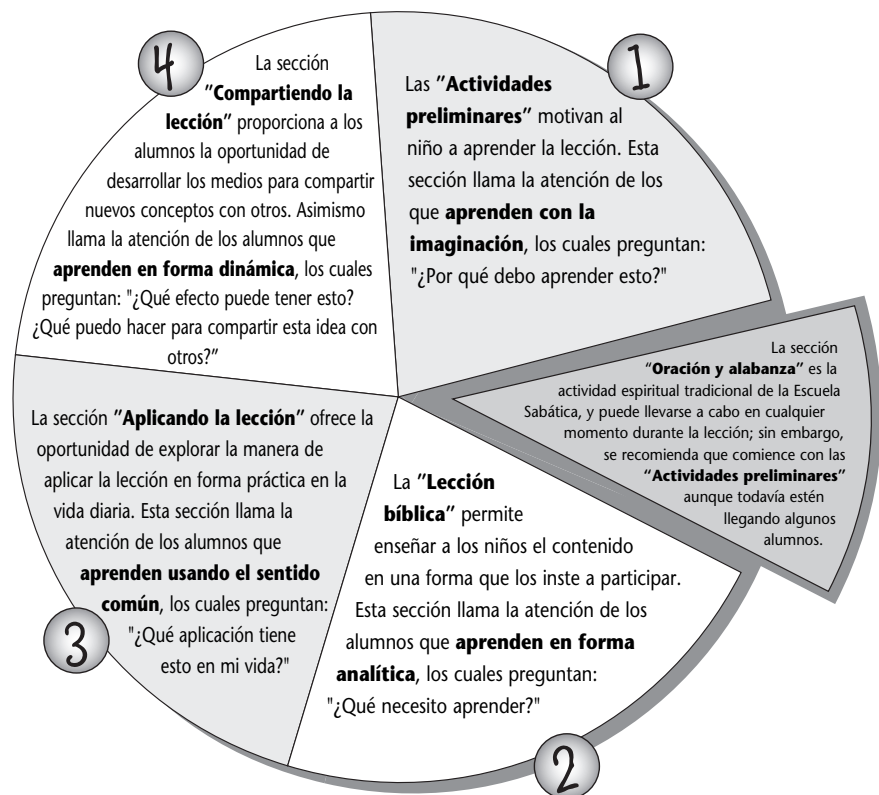 1
Las "Actividades
preliminares" motivan al
niño a aprender la lección. Esta
sección llama la atención de los
que aprenden con la
imaginación, los cuales preguntan:
"¿Por qué debo aprender esto?"
La sección
"Oración y alabanza" es la
actividad espiritual tradicional de la Escuela
Sabática, y puede llevarse a cabo en cualquier
momento durante la lección; sin embargo,
se recomienda que comience con las
"Actividades preliminares"
aunque todavía estén
llegando algunos
alumnos.
La "Lección
bíblica" permite
enseñar a los niños el contenido
en una forma que los inste a participar.
Esta sección llama la atención de los
alumnos que aprenden en forma
analítica, los cuales preguntan:
"¿Qué necesito aprender?"
2
La sección "Aplicando la lección" ofrece la
oportunidad de explorar la manera de
aplicar la lección en forma práctica en la
vida diaria. Esta sección llama la
atención de los alumnos que
aprenden usando el sentido
común, los cuales preguntan:
"¿Qué aplicación tiene
esto en mi vida?"
3
4
La sección
"Compartiendo la
lección" proporciona a los
alumnos la oportunidad de
desarrollar los medios para compartir
nuevos conceptos con otros. Asimismo
llama la atención de los alumnos que
aprenden en forma dinámica, los cuales
preguntan: "¿Qué efecto puede tener esto?
¿Qué puedo hacer para compartir esta idea con
otros?"